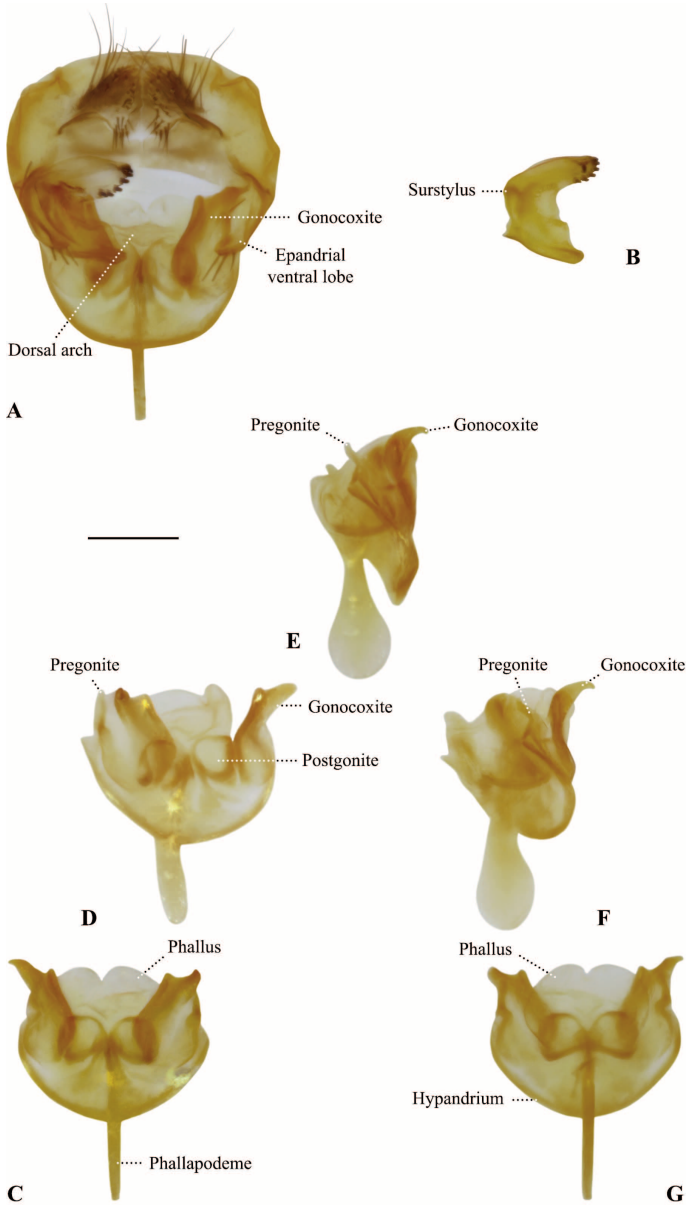 Gonocoxite
Epandrial
ventral lobe
Dorsal arch
A
Surstylus
B
Pregonite
Gonocoxite
E
Pregonite
Gonocoxite
Postgonite
D
Pregonite
Gonocoxite
F
Phallus
Phallapodeme
C
Phallus
Hypandrium
G